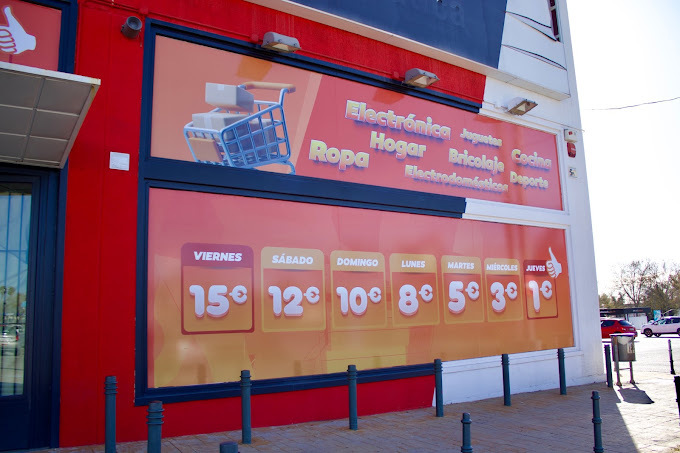 Electrónica Juguetes
Hogar Bricolaje Cocina
Ropa Electrodomésticos Deporte
VIERNES SÁBADO DOMINGO LUNES MARTES MIÉRCOLES JUEVES
15€ 12€ 10€ 8€ 5€ 3€ 1€